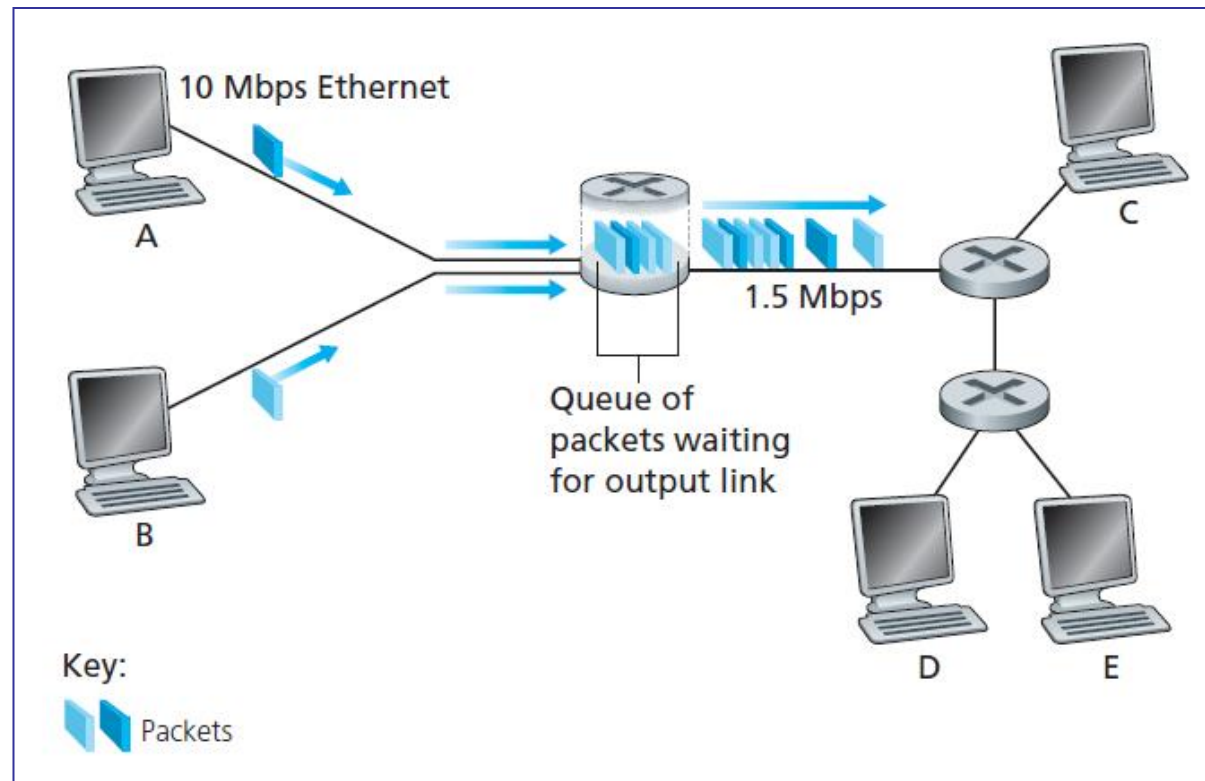 10 Mbps Ethernet
A
C
1.5 Mbps
Queue of
packets waiting
for output link
B
D
E
Key:
Packets